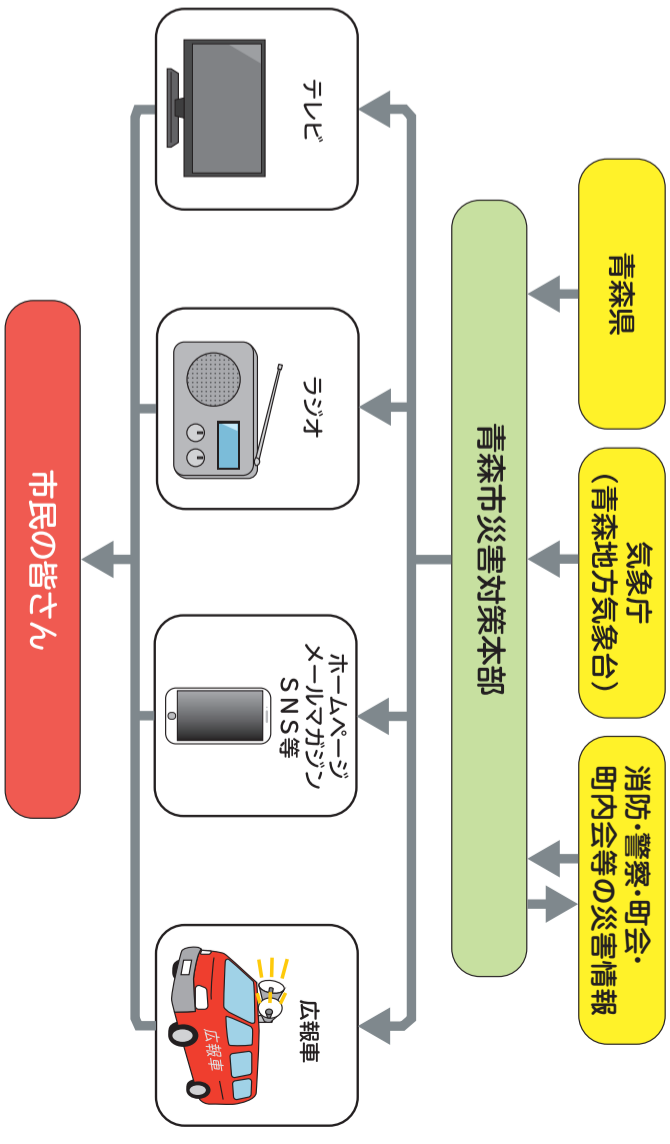 青森県
気象庁
（青森地方気象台）
消防・警察・町会・
町内会等の災害情報
青森市災害対策本部
テレビ
ラジオ
ホームページ
メールマガジン
SNS等
広報車
広報車
市民の皆さん